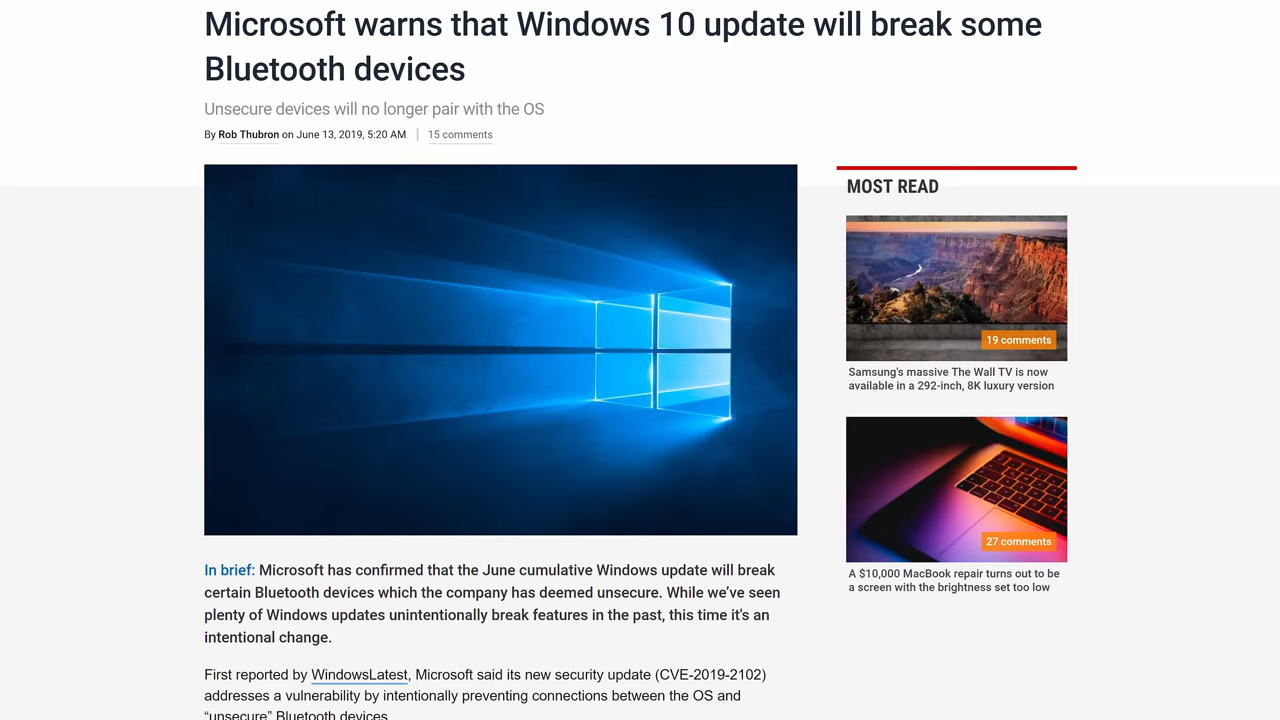 Microsoft warns that Windows 10 update will break some
Bluetooth devices
Unsecure devices will no longer pair with the OS
By Rob Thubron on June 13, 2019, 5:20 AM | 15 comments
MOST READ
19 comments
Samsung's massive The Wall TV is now
available in a 292-inch, 8K luxury version
27 comments
A $10,000 MacBook repair turns out to be
a screen with the brightness set too low
In brief: Microsoft has confirmed that the June cumulative Windows update will break
certain Bluetooth devices which the company has deemed unsecure. While we've seen
plenty of Windows updates unintentionally break features in the past, this time it's an
intentional change.
First reported by WindowsLatest, Microsoft said its new security update (CVE-2019-2102)
addresses a vulnerability by intentionally preventing connections between the OS and
“unsecure” Bluetooth devices